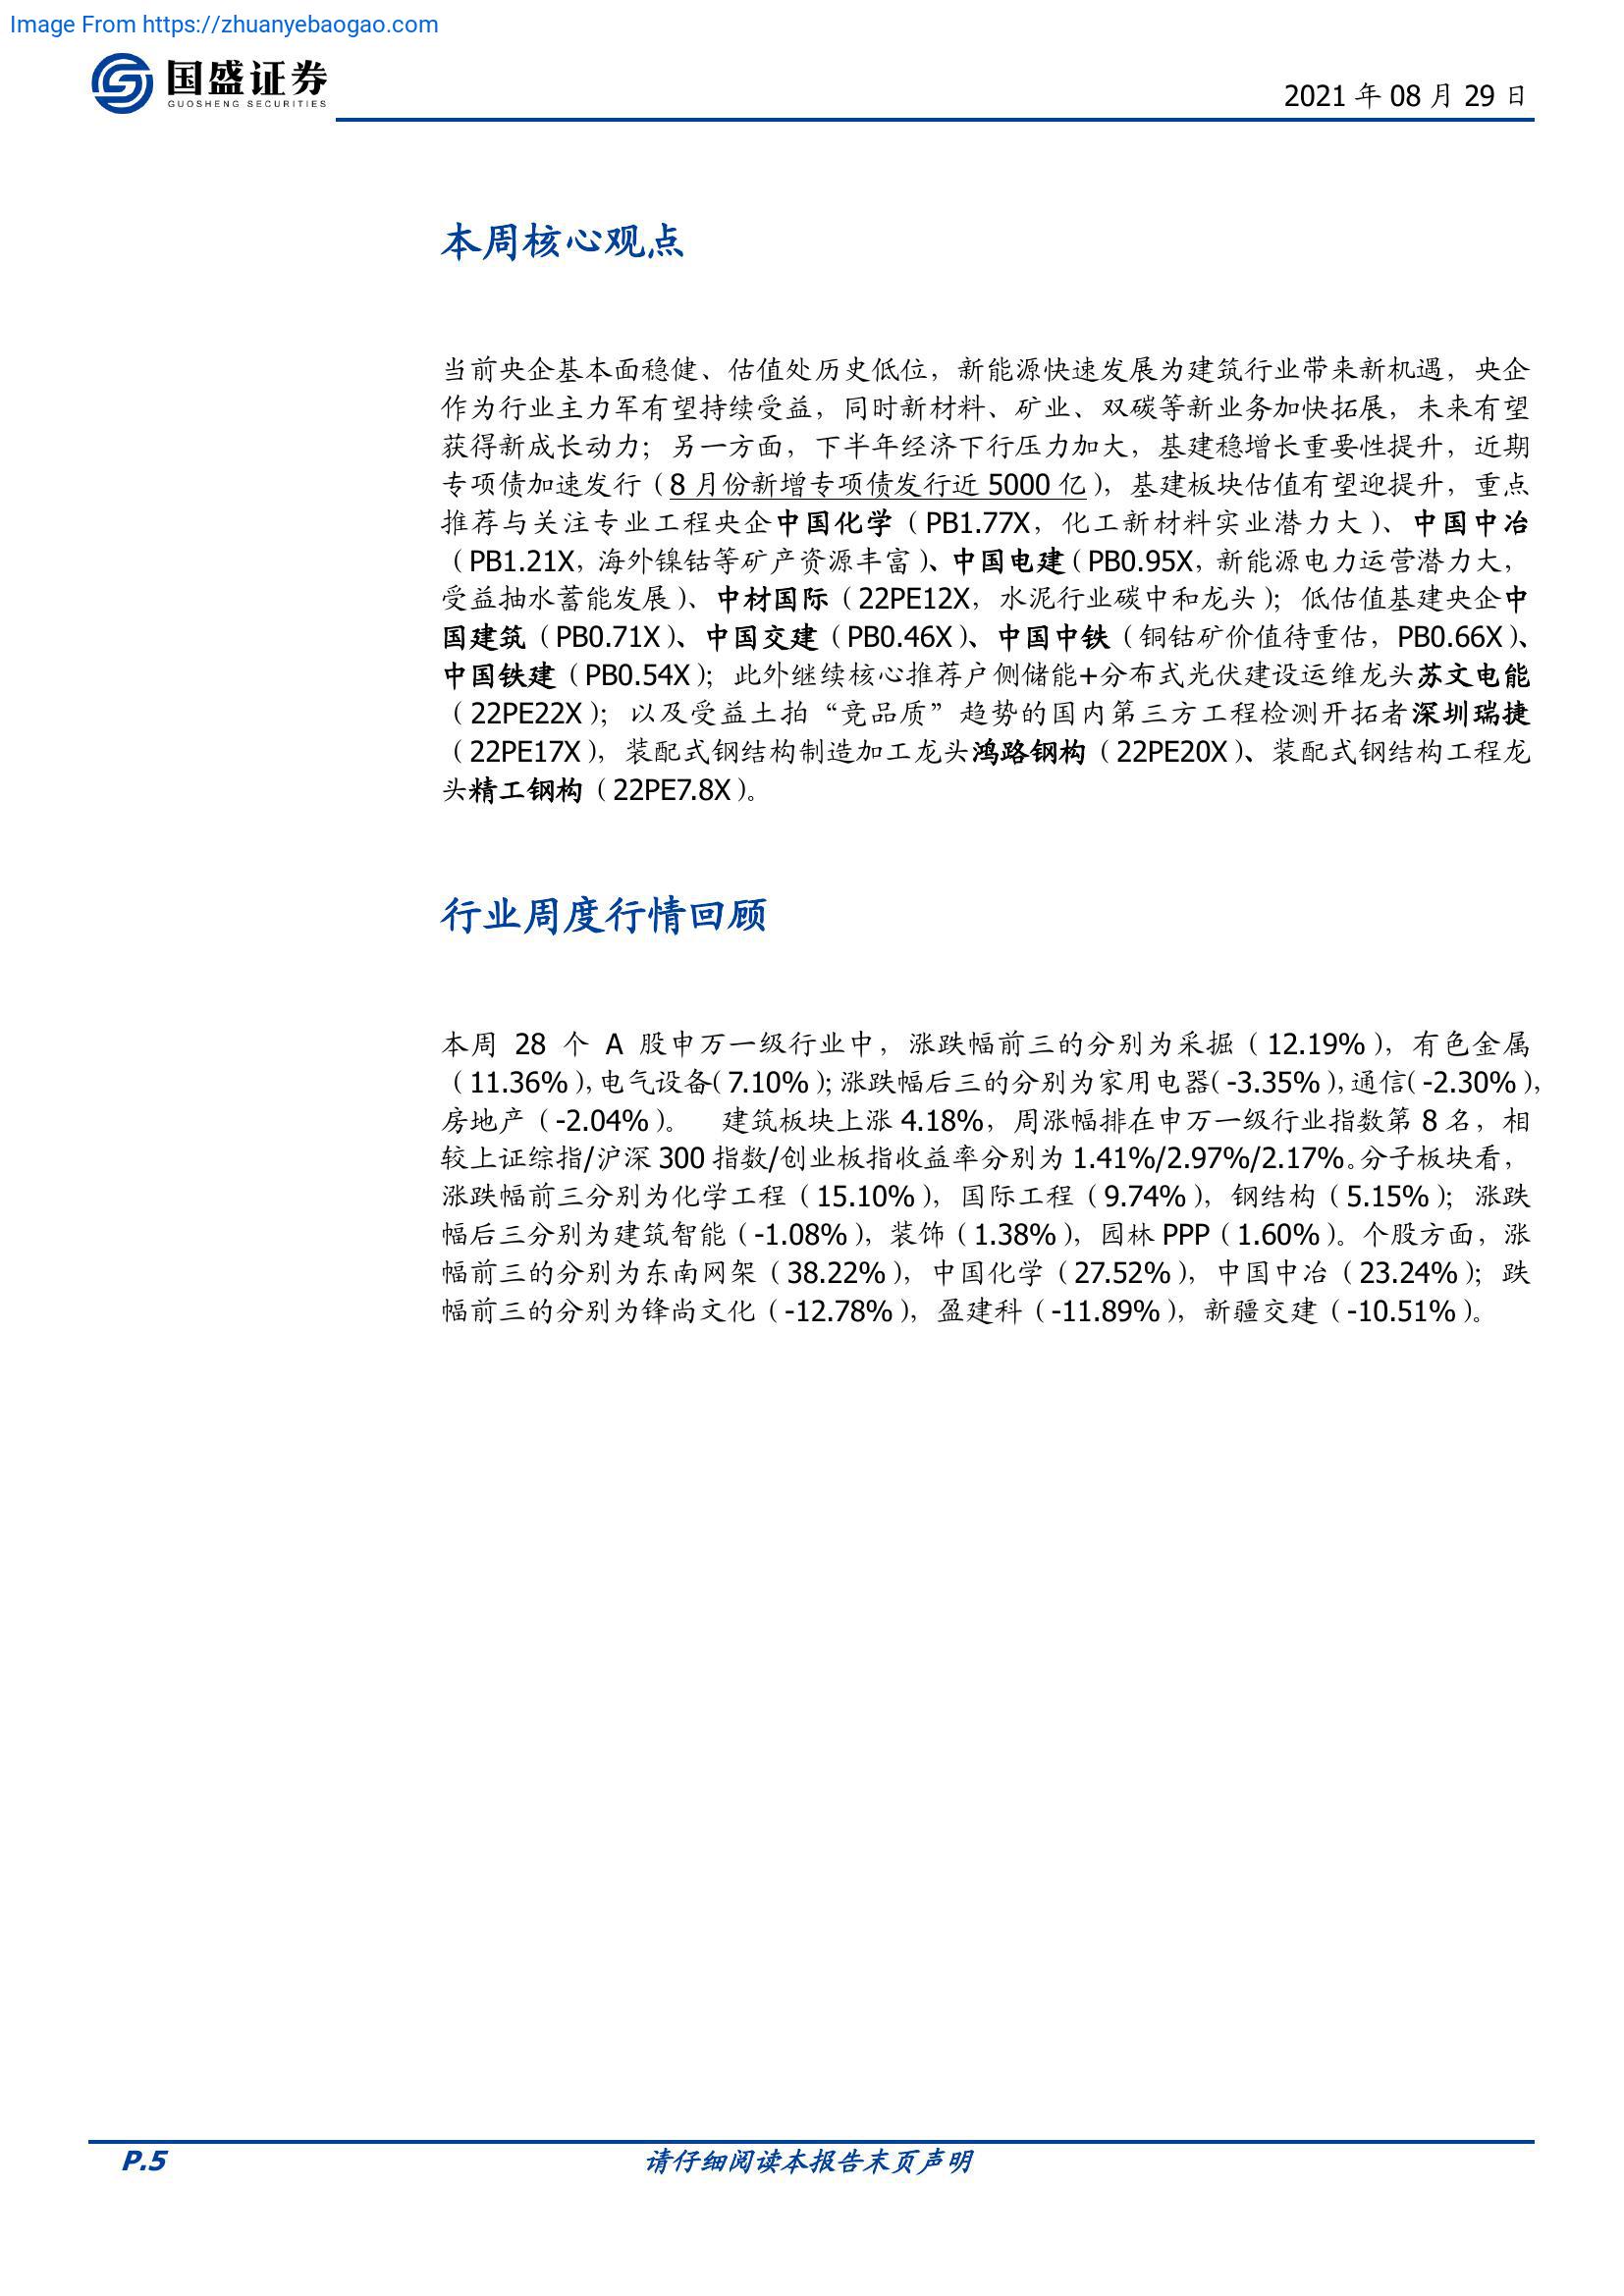 Image From https://zhuanyebaogao.com
国盛证券
GUOSHENG SECURITIES
2021 年 08 月 29 日
本周核心观点
当前央企基本面稳健、估值处历史低位，新能源快速发展为建筑行业带来新机遇，央企
作为行业主力军有望持续受益，同时新材料、矿业、双碳等新业务加快拓展，未来有望
获得新成长动力；另一方面，下半年经济下行压力加大，基建稳增长重要性提升，近期
专项债加速发行（8 月份新增专项债发行近 5000 亿），基建板块估值有望迎提升，重点
推荐与关注专业工程央企中国化学（PB1.77X，化工新材料实业潜力大）、中国中冶
（PB1.21X，海外镍钴等矿产资源丰富）、中国电建（PB0.95X，新能源电力运营潜力大，
受益抽水蓄能发展）、中材国际（22PE12X，水泥行业碳中和龙头）；低估值基建央企中
国建筑（PB0.71X）、中国交建（PB0.46X）、中国中铁（铜钴矿价值待重估，PB0.66X）、
中国铁建（PB0.54X）；此外继续核心推荐户侧储能+分布式光伏建设运维龙头苏文电能
（22PE22X）；以及受益土拍“竞品质”趋势的国内第三方工程检测开拓者深圳瑞捷
（22PE17X），装配式钢结构制造加工龙头鸿路钢构（22PE20X）、装配式钢结构工程龙
头精工钢构（22PE7.8X）。
行业周度行情回顾
本周 28 个 A 股申万一级行业中，涨跌幅前三的分别为采掘（12.19%），有色金属
（11.36%），电气设备（7.10%）；涨跌幅后三的分别为家用电器（-3.35%），通信（-2.30%），
房地产（-2.04%）。 建筑板块上涨 4.18%，周涨幅排在申万一级行业指数第 8 名，相
较上证综指/沪深 300 指数/创业板指收益率分别为 1.41%/2.97%/2.17%。分子板块看，
涨跌幅前三分别为化学工程（15.10%），国际工程（9.74%），钢结构（5.15%）；涨跌
幅后三分别为建筑智能（-1.08%），装饰（1.38%），园林 PPP（1.60%）。个股方面，涨
幅前三的分别为东南网架（38.22%），中国化学（27.52%），中国中冶（23.24%）；跌
幅前三的分别为锋尚文化（-12.78%），盈建科（-11.89%），新疆交建（-10.51%）。
P.5
请仔细阅读本报告末页声明